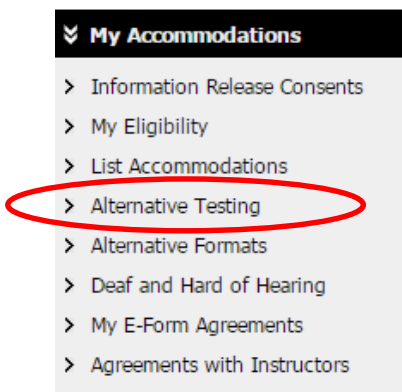 My Accommodations
Information Release Consents
My Eligibility
List Accommodations
Alternative Testing
Alternative Formats
Deaf and Hard of Hearing
My E-Form Agreements
Agreements with Instructors